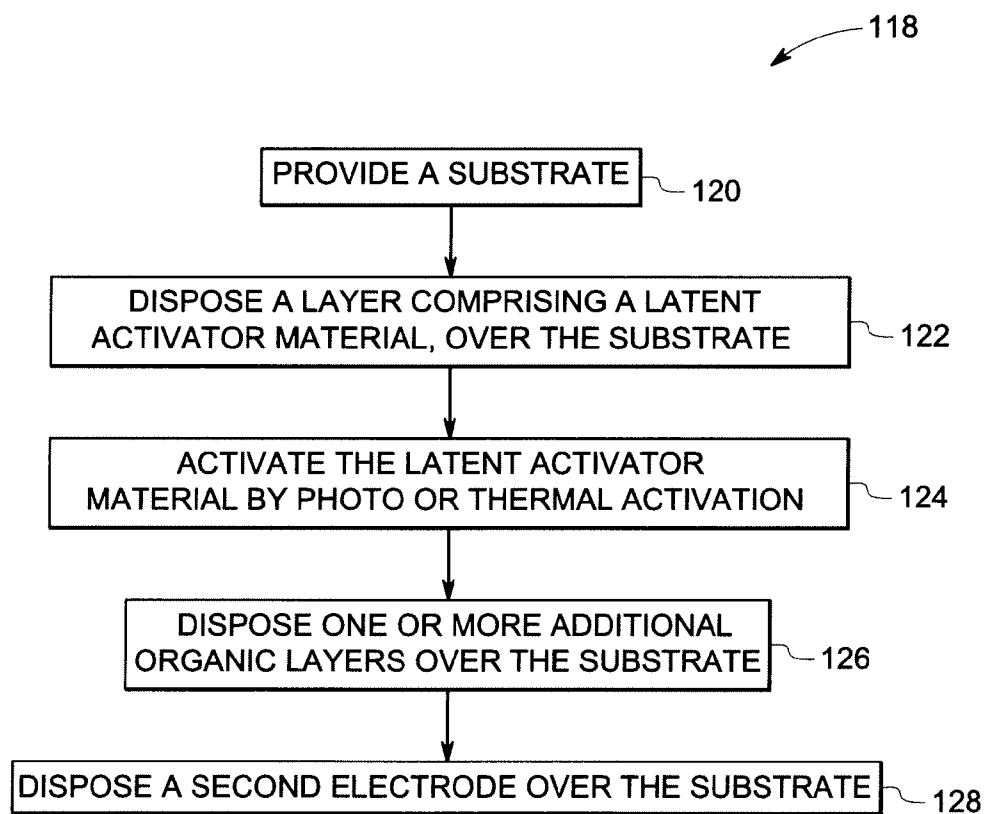 118
PROVIDE A SUBSTRATE
120
DISPOSE A LAYER COMPRISING A LATENT
ACTIVATOR MATERIAL, OVER THE SUBSTRATE
122
ACTIVATE THE LATENT ACTIVATOR
MATERIAL BY PHOTO OR THERMAL ACTIVATION
124
DISPOSE ONE OR MORE ADDITIONAL
ORGANIC LAYERS OVER THE SUBSTRATE
126
DISPOSE A SECOND ELECTRODE OVER THE SUBSTRATE
128